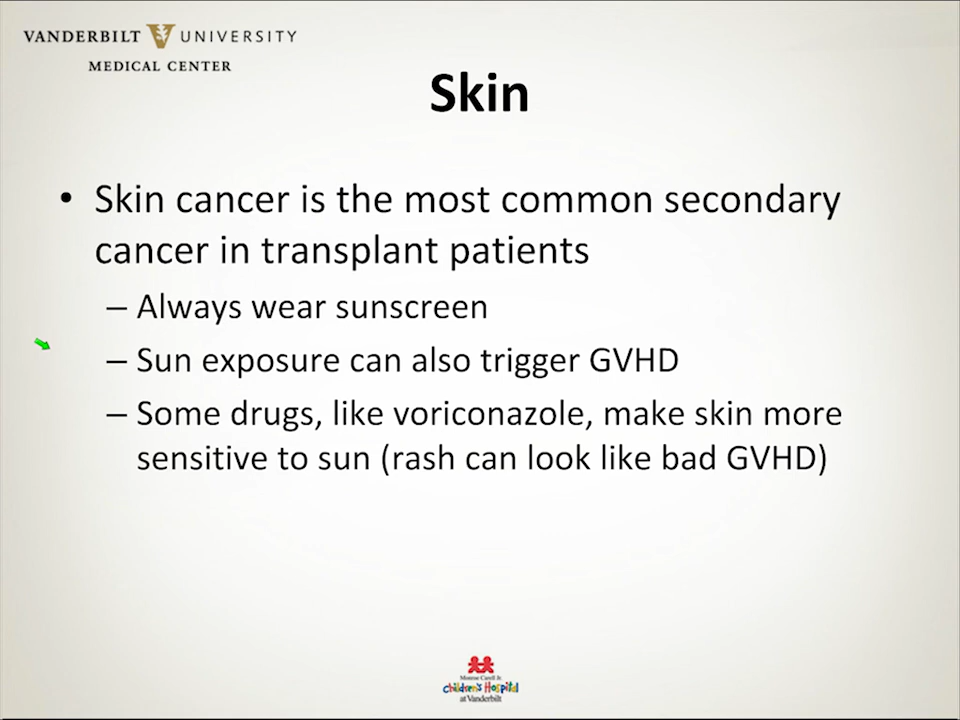 VANDERBILT UNIVERSITY
MEDICAL CENTER
Skin
• Skin cancer is the most common secondary
cancer in transplant patients
– Always wear sunscreen
– Sun exposure can also trigger GVHD
– Some drugs, like voriconazole, make skin more
sensitive to sun (rash can look like bad GVHD)
Monroe Carell Jr.
Children's Hospital
at Vanderbilt